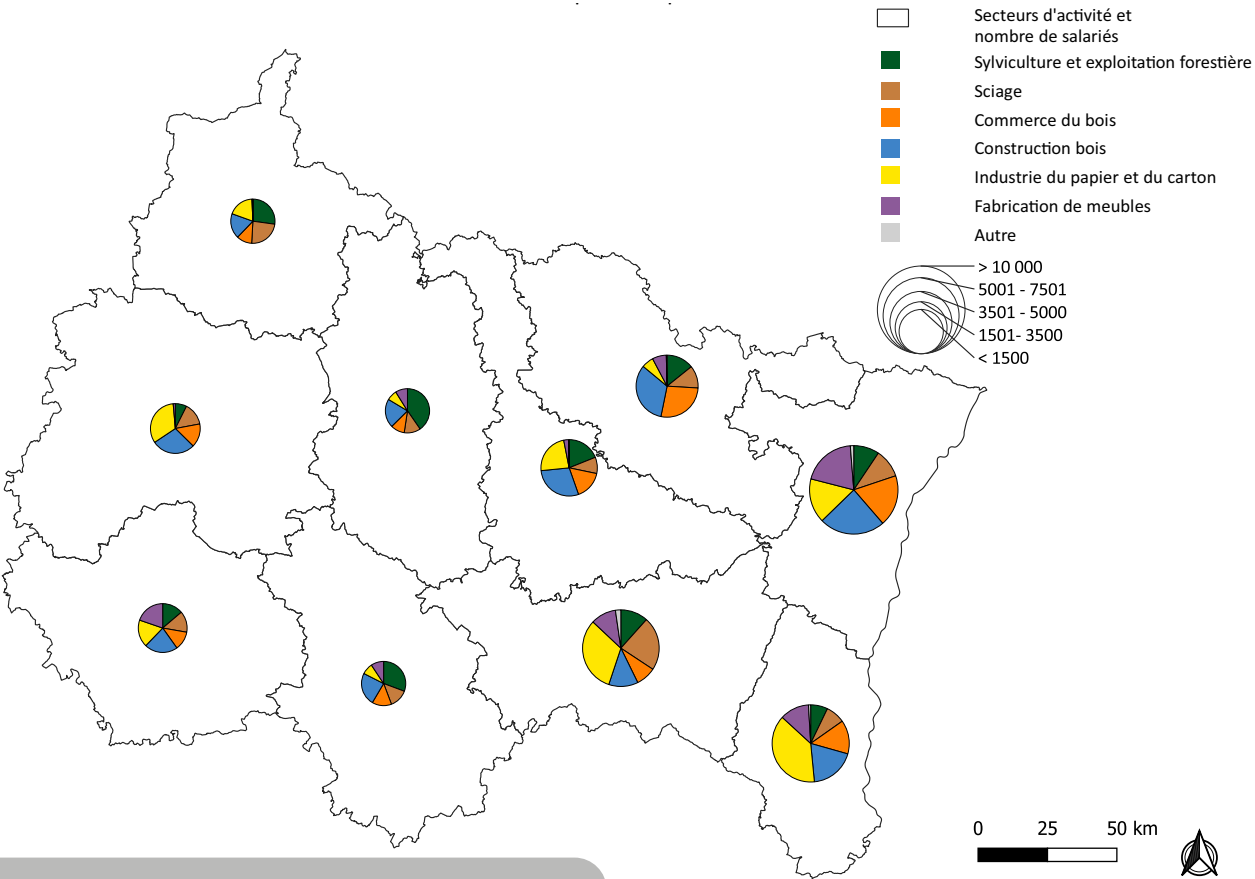 Secteurs d'activité et
nombre de salariés
Sylviculture et exploitation forestière
Sciage
Commerce du bois
Construction bois
Industrie du papier et du carton
Fabrication de meubles
Autre
> 10 000
5001 - 7501
3501 - 5000
1501- 3500
< 1500
0 25 50 km